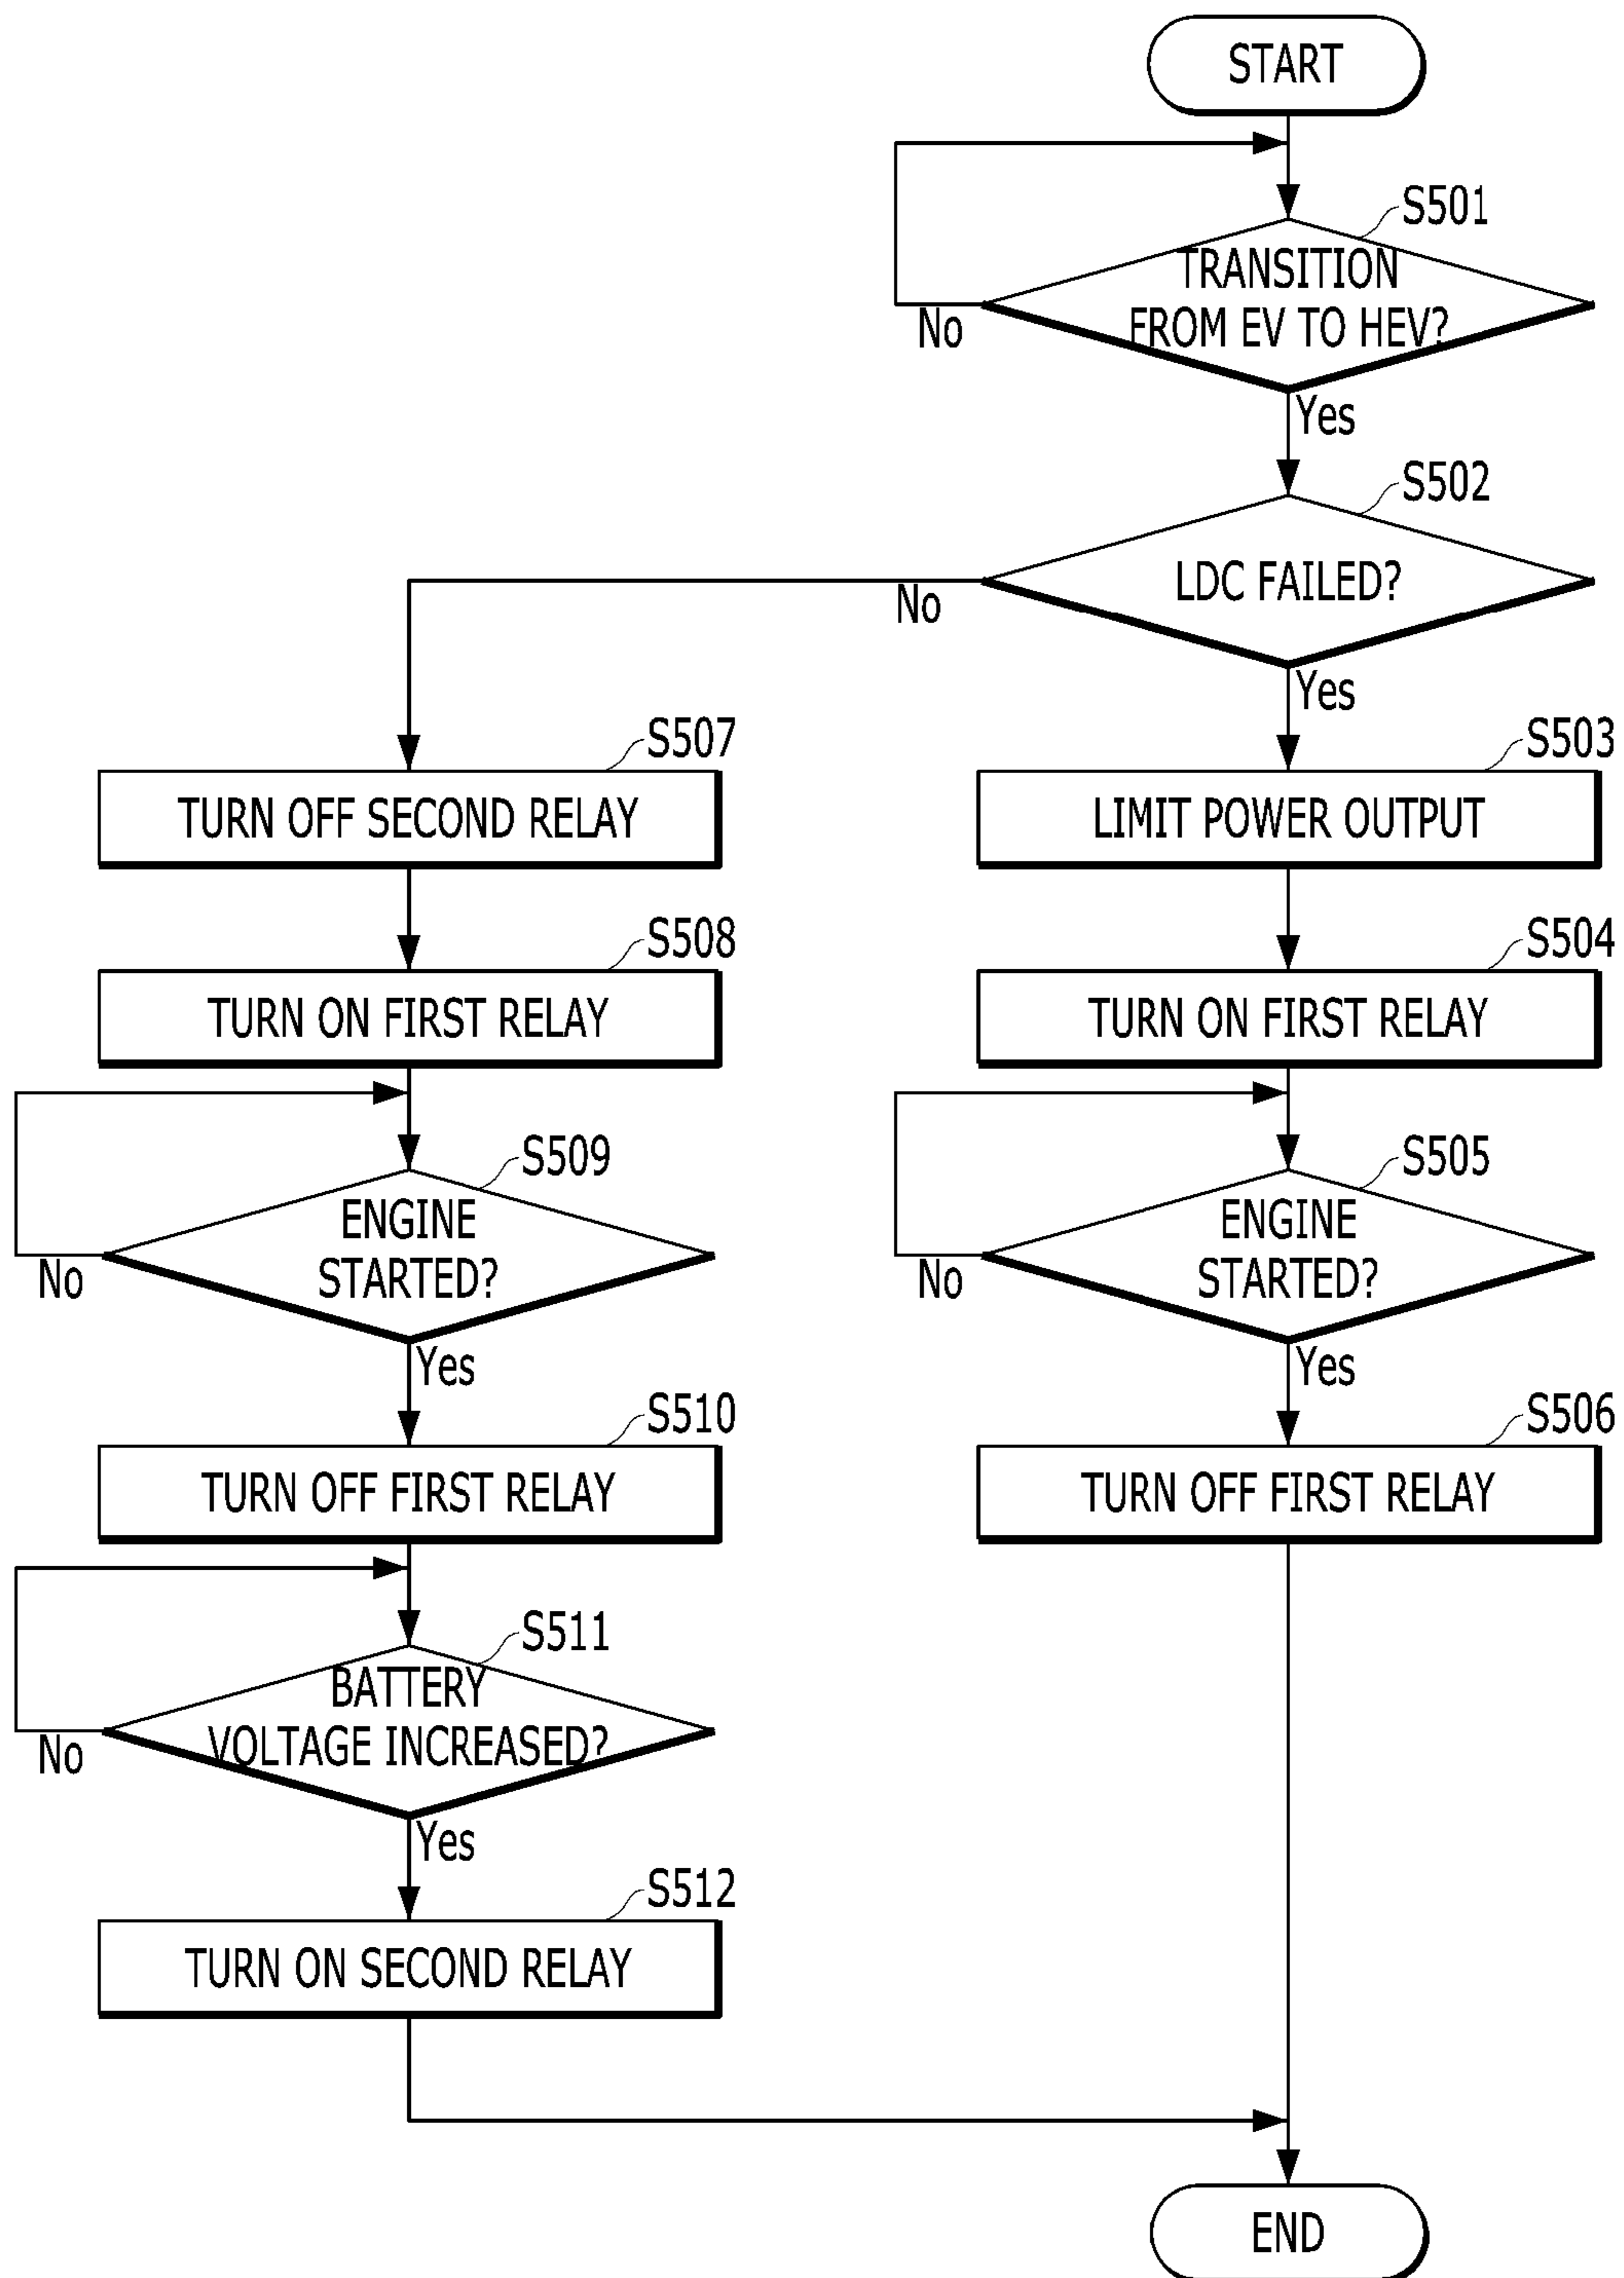 START
S501
TRANSITION
FROM EV TO HEV?
No
Yes
S502
LDC FAILED?
No
Yes
S503
LIMIT POWER OUTPUT
S504
TURN ON FIRST RELAY
S505
ENGINE
STARTED?
No
Yes
S506
TURN OFF FIRST RELAY
S507
TURN OFF SECOND RELAY
S508
TURN ON FIRST RELAY
S509
ENGINE
STARTED?
No
Yes
S510
TURN OFF FIRST RELAY
S511
BATTERY
VOLTAGE INCREASED?
No
Yes
S512
TURN ON SECOND RELAY
END